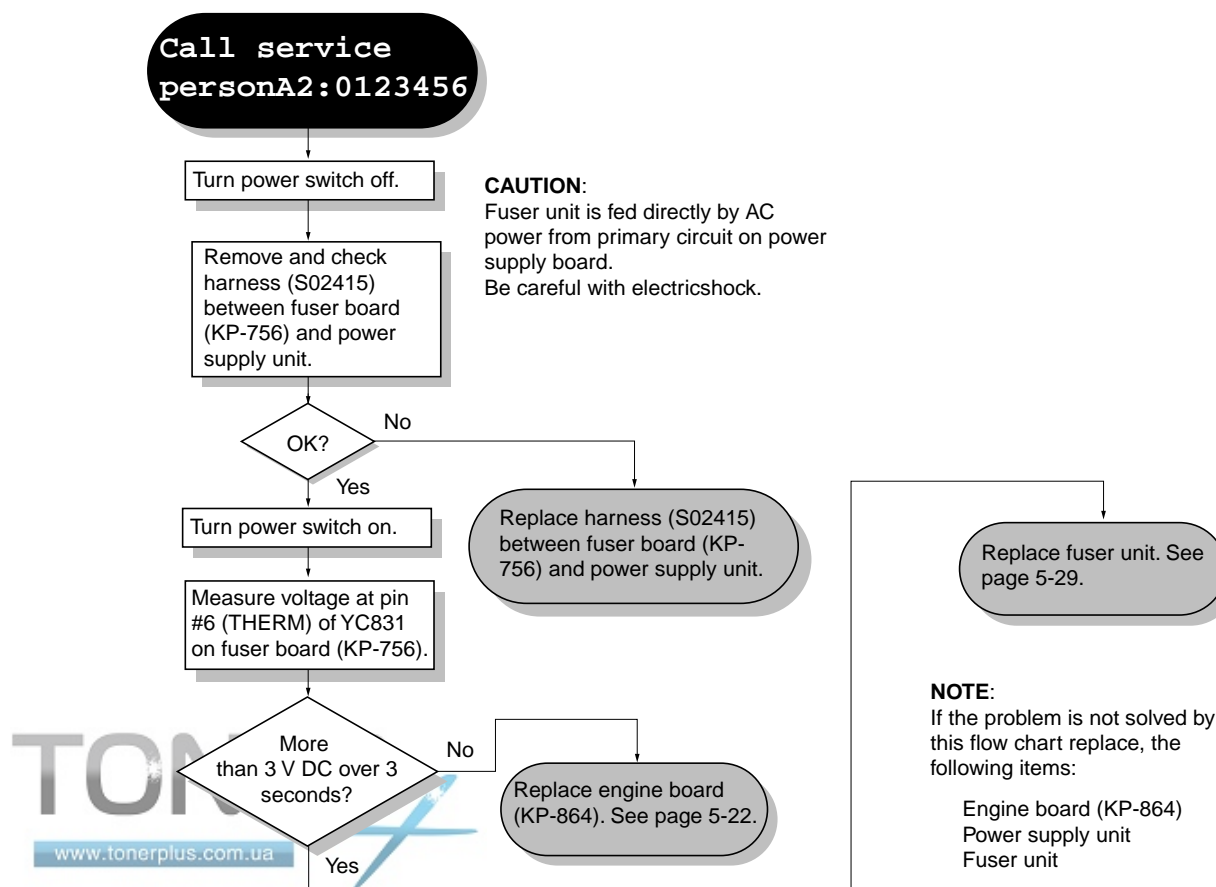 Call service
personA2:0123456
Turn power switch off.
CAUTION:
Fuser unit is fed directly by AC
power from primary circuit on power
supply board.
Be careful with electricshock.
Remove and check
harness (S02415)
between fuser board
(KP-756) and power
supply unit.
OK?
No
Yes
Replace harness (S02415)
between fuser board (KP-
756) and power supply unit.
Turn power switch on.
Measure voltage at pin
#6 (THERM) of YC831
on fuser board (KP-756).
More
than 3 V DC over 3
seconds?
No
Yes
Replace engine board
(KP-864). See page 5-22.
Replace fuser unit. See
page 5-29.
NOTE:
If the problem is not solved by
this flow chart replace, the
following items:
Engine board (KP-864)
Power supply unit
Fuser unit
www.tonerplus.com.ua